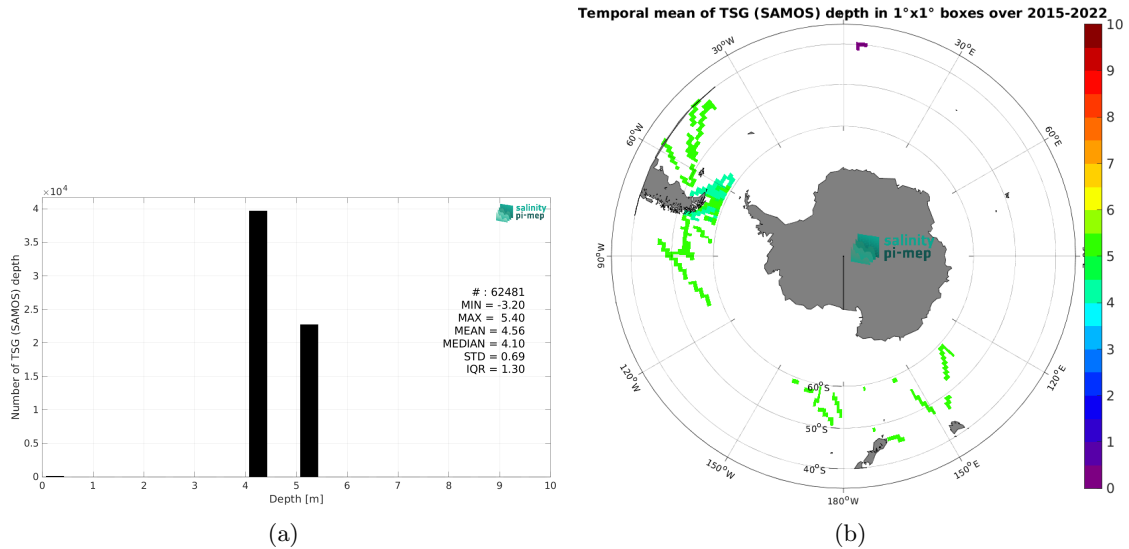 Temporal mean of TSG (SAMOS) depth in 1°x1° boxes over 2015-2022
×10⁴
4
3.5
3
2.5
2
1.5
1
0.5
0
Number of TSG (SAMOS) depth
0 1 2 3 4 5 6 7 8 9 10
Depth [m]
salinity
pi-mep
# : 62481
MIN = -3.20
MAX = 5.40
MEAN = 4.56
MEDIAN = 4.10
STD = 0.69
IQR = 1.30
(a)
30°W
30°E
60°W
60°E
90°W
120°W
120°E
150°W
150°E
180°W
60°S
50°S
40°S
salinity
pi-mep
10
9
8
7
6
5
4
3
2
1
0
(b)